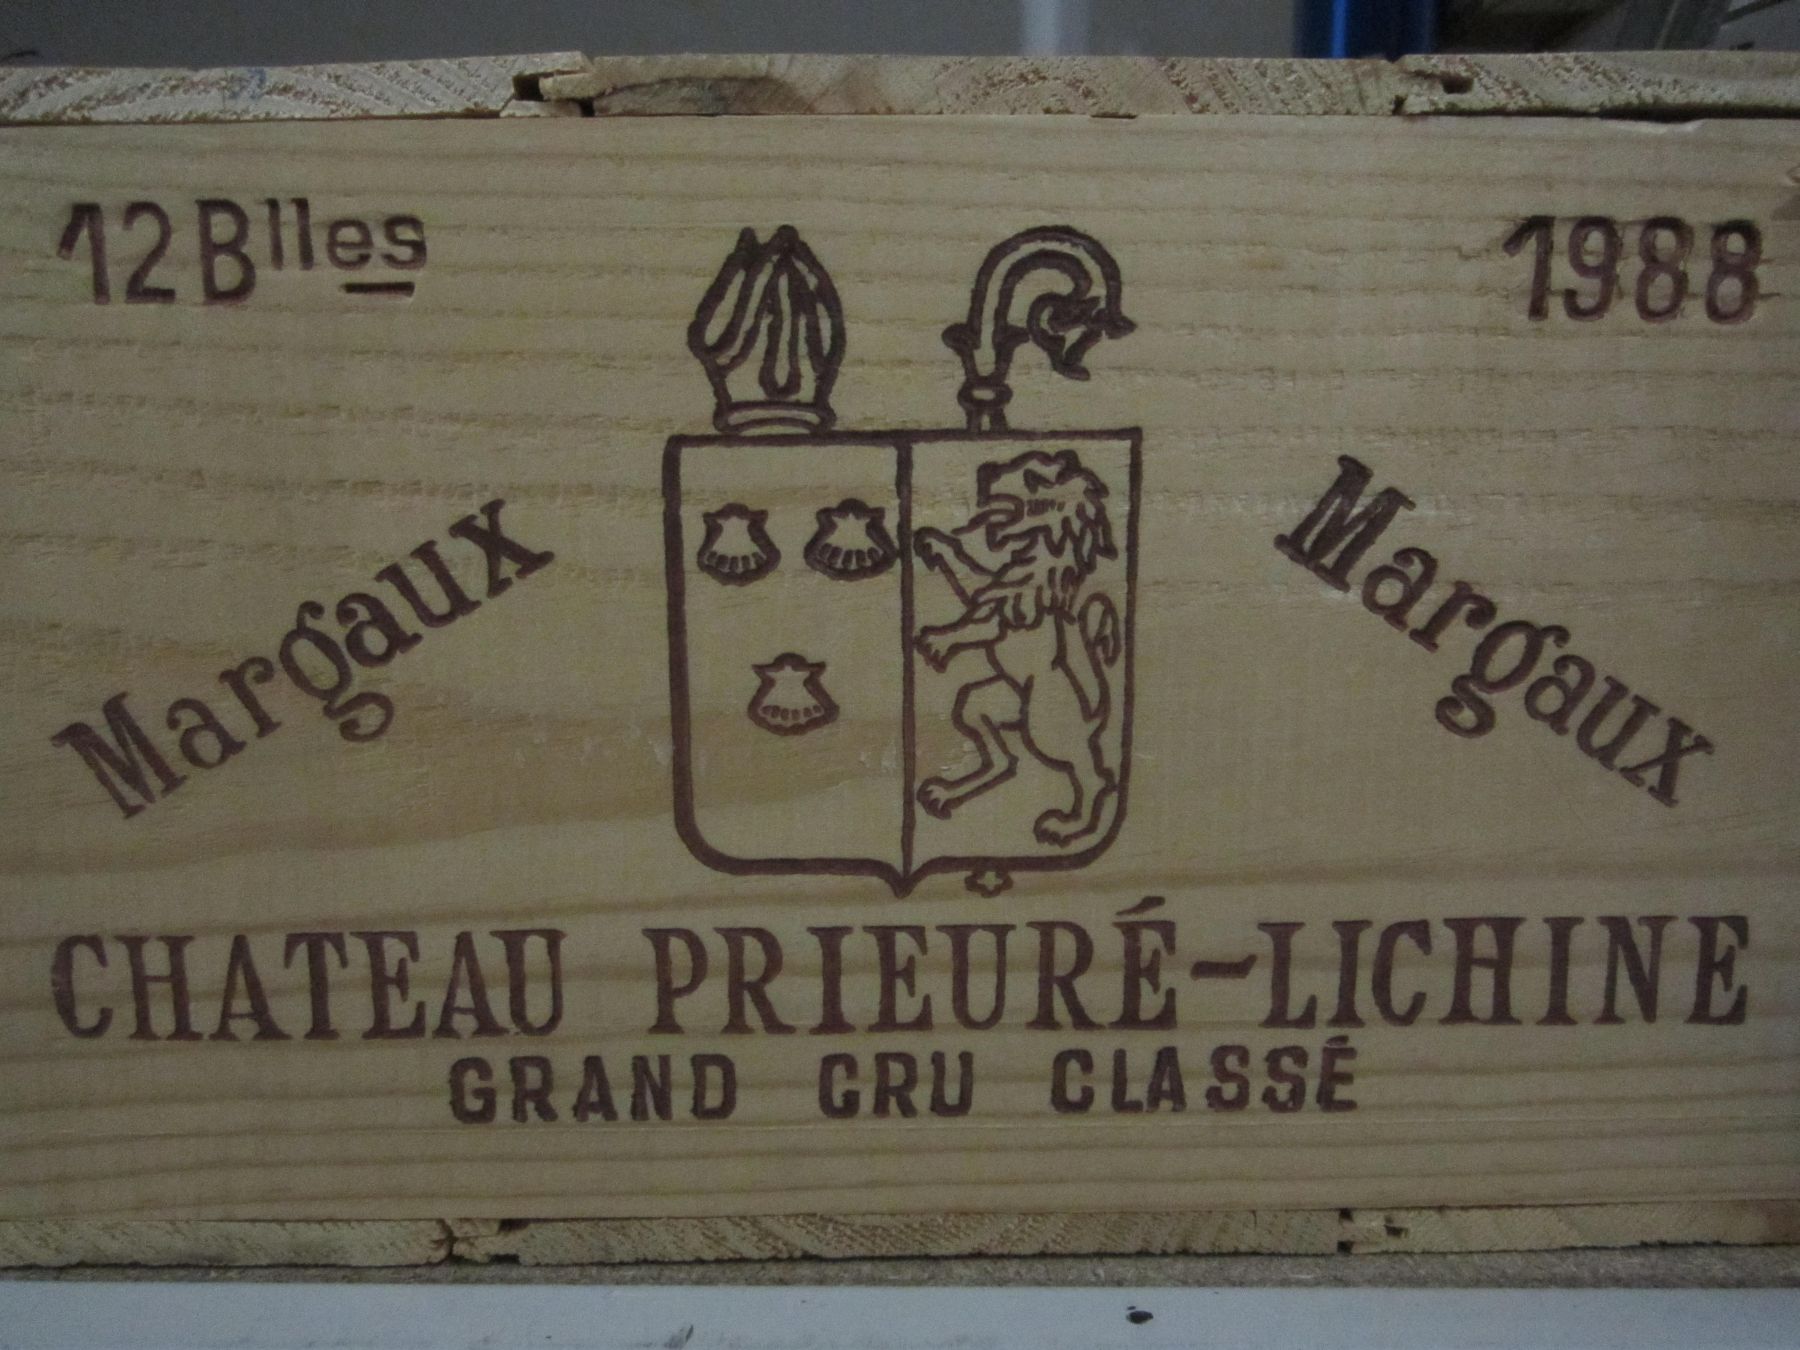 12 Blles
1988
Margaux
Margaux
CHATEAU PRIEURÉ-LICHINE
GRAND CRU CLASSÉ